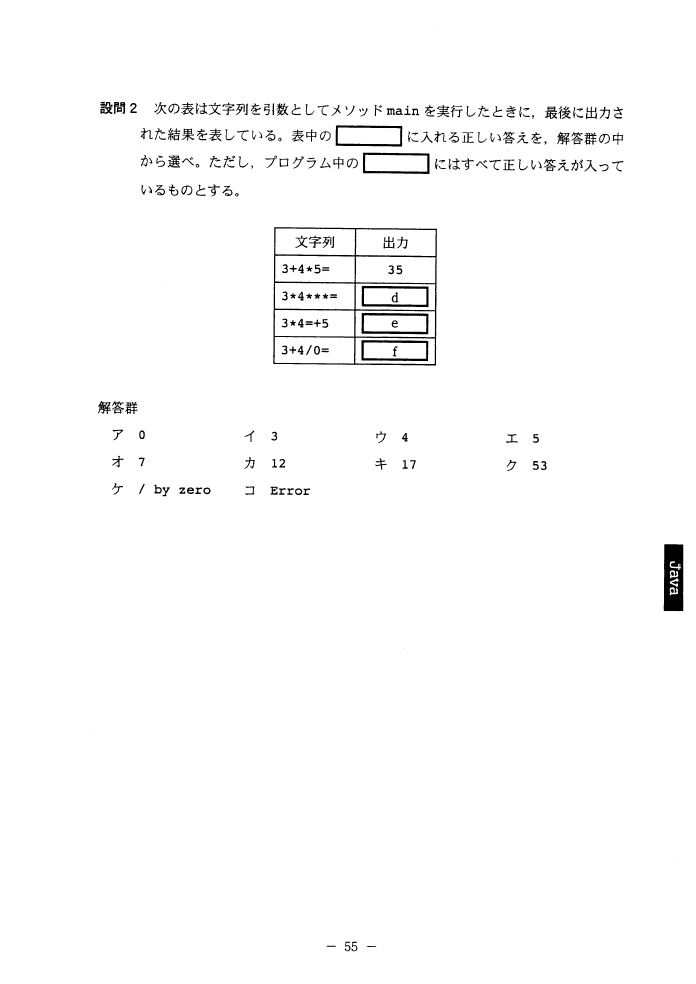 設問2 次の表は文字列を引数としてメソッド main を実行したときに，最後に出力さ
れた結果を表している。表中の に入れる正しい答えを，解答群の中
から選べ。ただし，プログラム中の にはすべて正しい答えが入って
いるものとする。
文字列 出力
3+4*5= 35
3*4***= d
3*4=+5 e
3+4/0= f
解答群
ア 0 イ 3 ウ 4 エ 5
オ 7 カ 12 キ 17 ク 53
ケ / by zero コ Error
Java
− 55 −